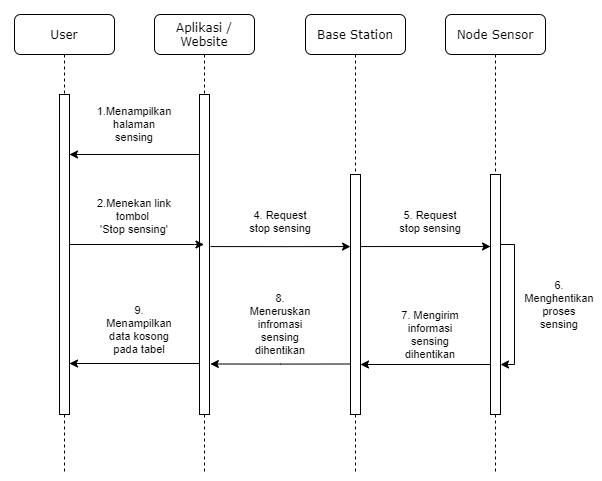 User
Aplikasi /
Website
Base Station
Node Sensor
1.Menampilkan
halaman
sensing
2.Menekan link
tombol
'Stop sensing'
4. Request
stop sensing
5. Request
stop sensing
6.
Menghentikan
proses
sensing
7. Mengirim
informasi
sensing
dihentikan
8.
Meneruskan
infromasi
sensing
dihentikan
9.
Menampilkan
data kosong
pada tabel